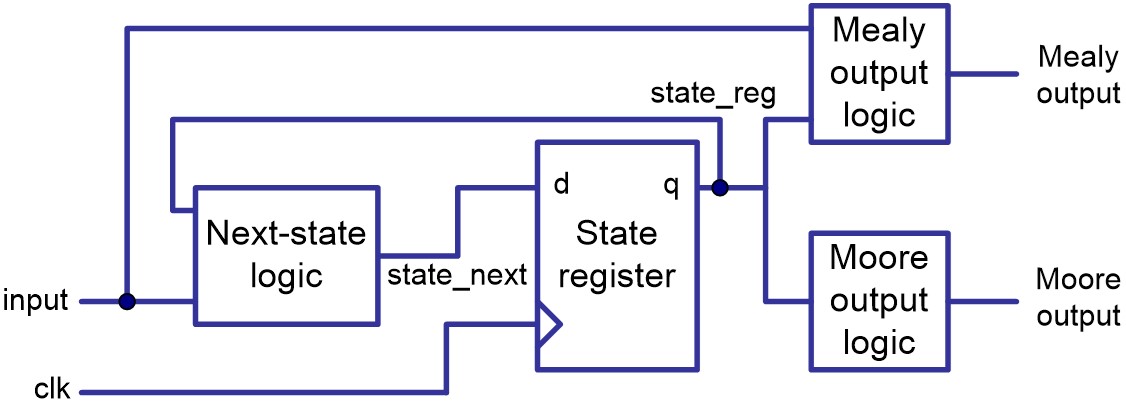 Mealy
output
logic
Mealy
output
state_reg
d
q
State
register
Next-state
logic
state_next
input
clk
Moore
output
logic
Moore
output